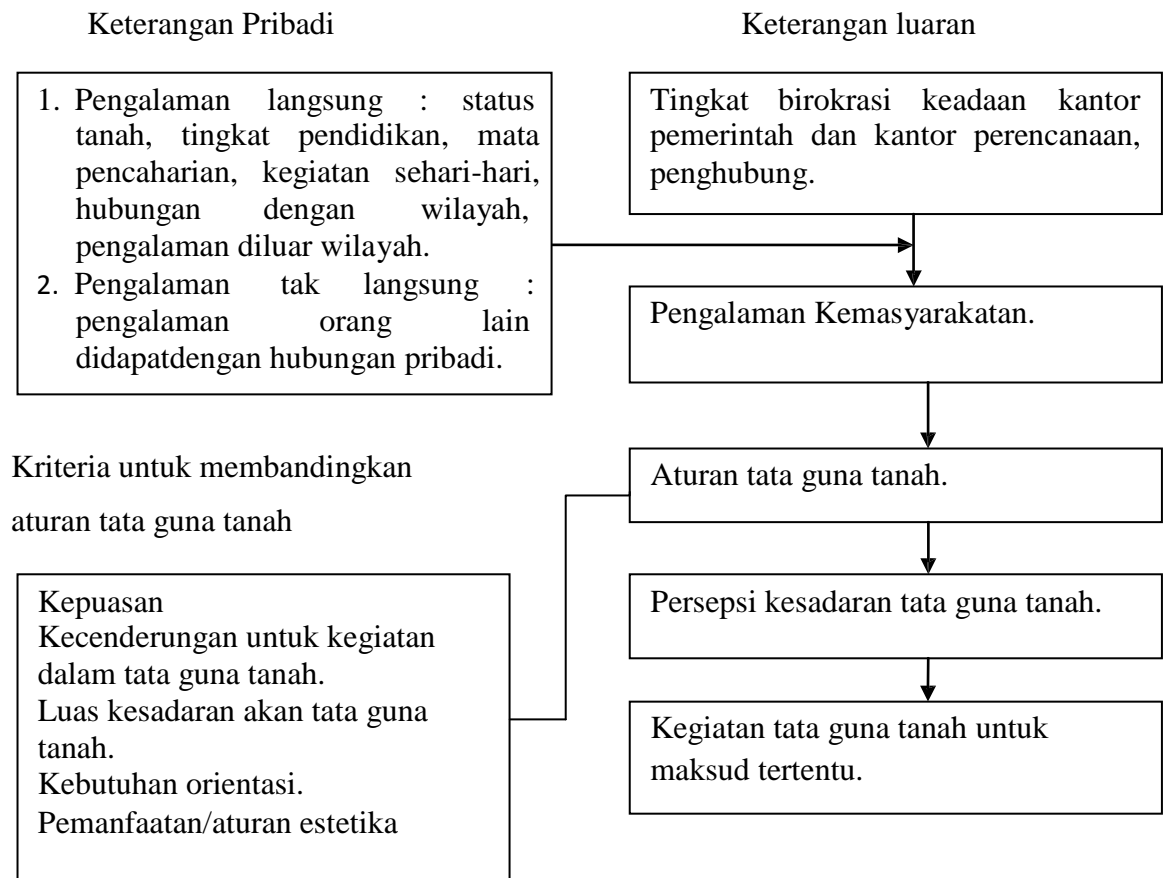 Keterangan Pribadi
Keterangan luaran
1. Pengalaman langsung : status
tanah, tingkat pendidikan, mata
pencaharian, kegiatan sehari-hari,
hubungan dengan wilayah,
pengalaman diluar wilayah.
2. Pengalaman tak langsung :
pengalaman orang lain
didapatdengan hubungan pribadi.
Tingkat birokrasi keadaan kantor
pemerintah dan kantor perencanaan,
penghubung.
Pengalaman Kemasyarakatan.
Kriteria untuk membandingkan
aturan tata guna tanah
Aturan tata guna tanah.
Kepuasan
Kecenderungan untuk kegiatan
dalam tata guna tanah.
Luas kesadaran akan tata guna
tanah.
Kebutuhan orientasi.
Pemanfaatan/aturan estetika
Persepsi kesadaran tata guna tanah.
Kegiatan tata guna tanah untuk
maksud tertentu.